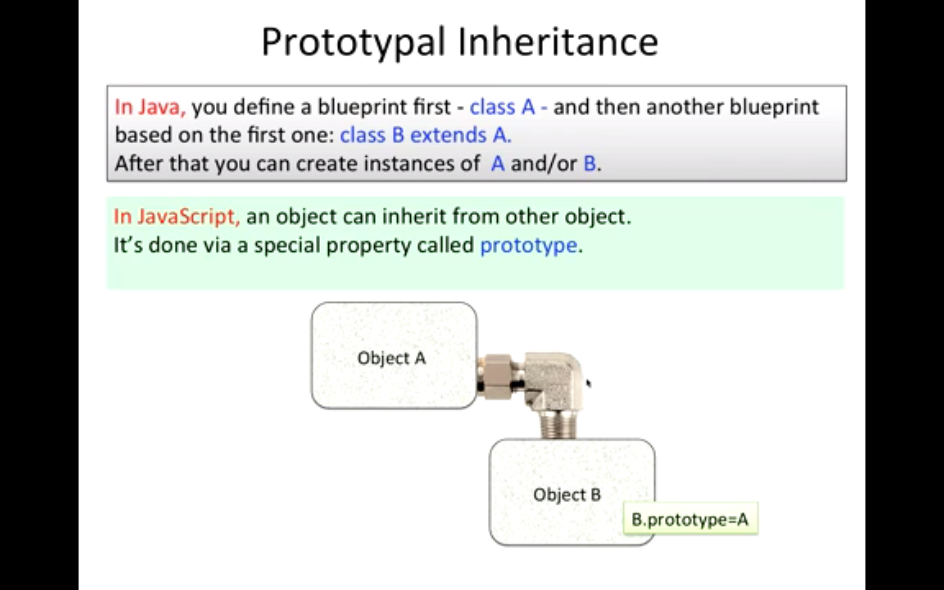 Prototypal Inheritance
In Java, you define a blueprint first - class A - and then another blueprint
based on the first one: class B extends A.
After that you can create instances of A and/or B.
In JavaScript, an object can inherit from other object.
It's done via a special property called prototype.
Object A
Object B
B.prototype=A